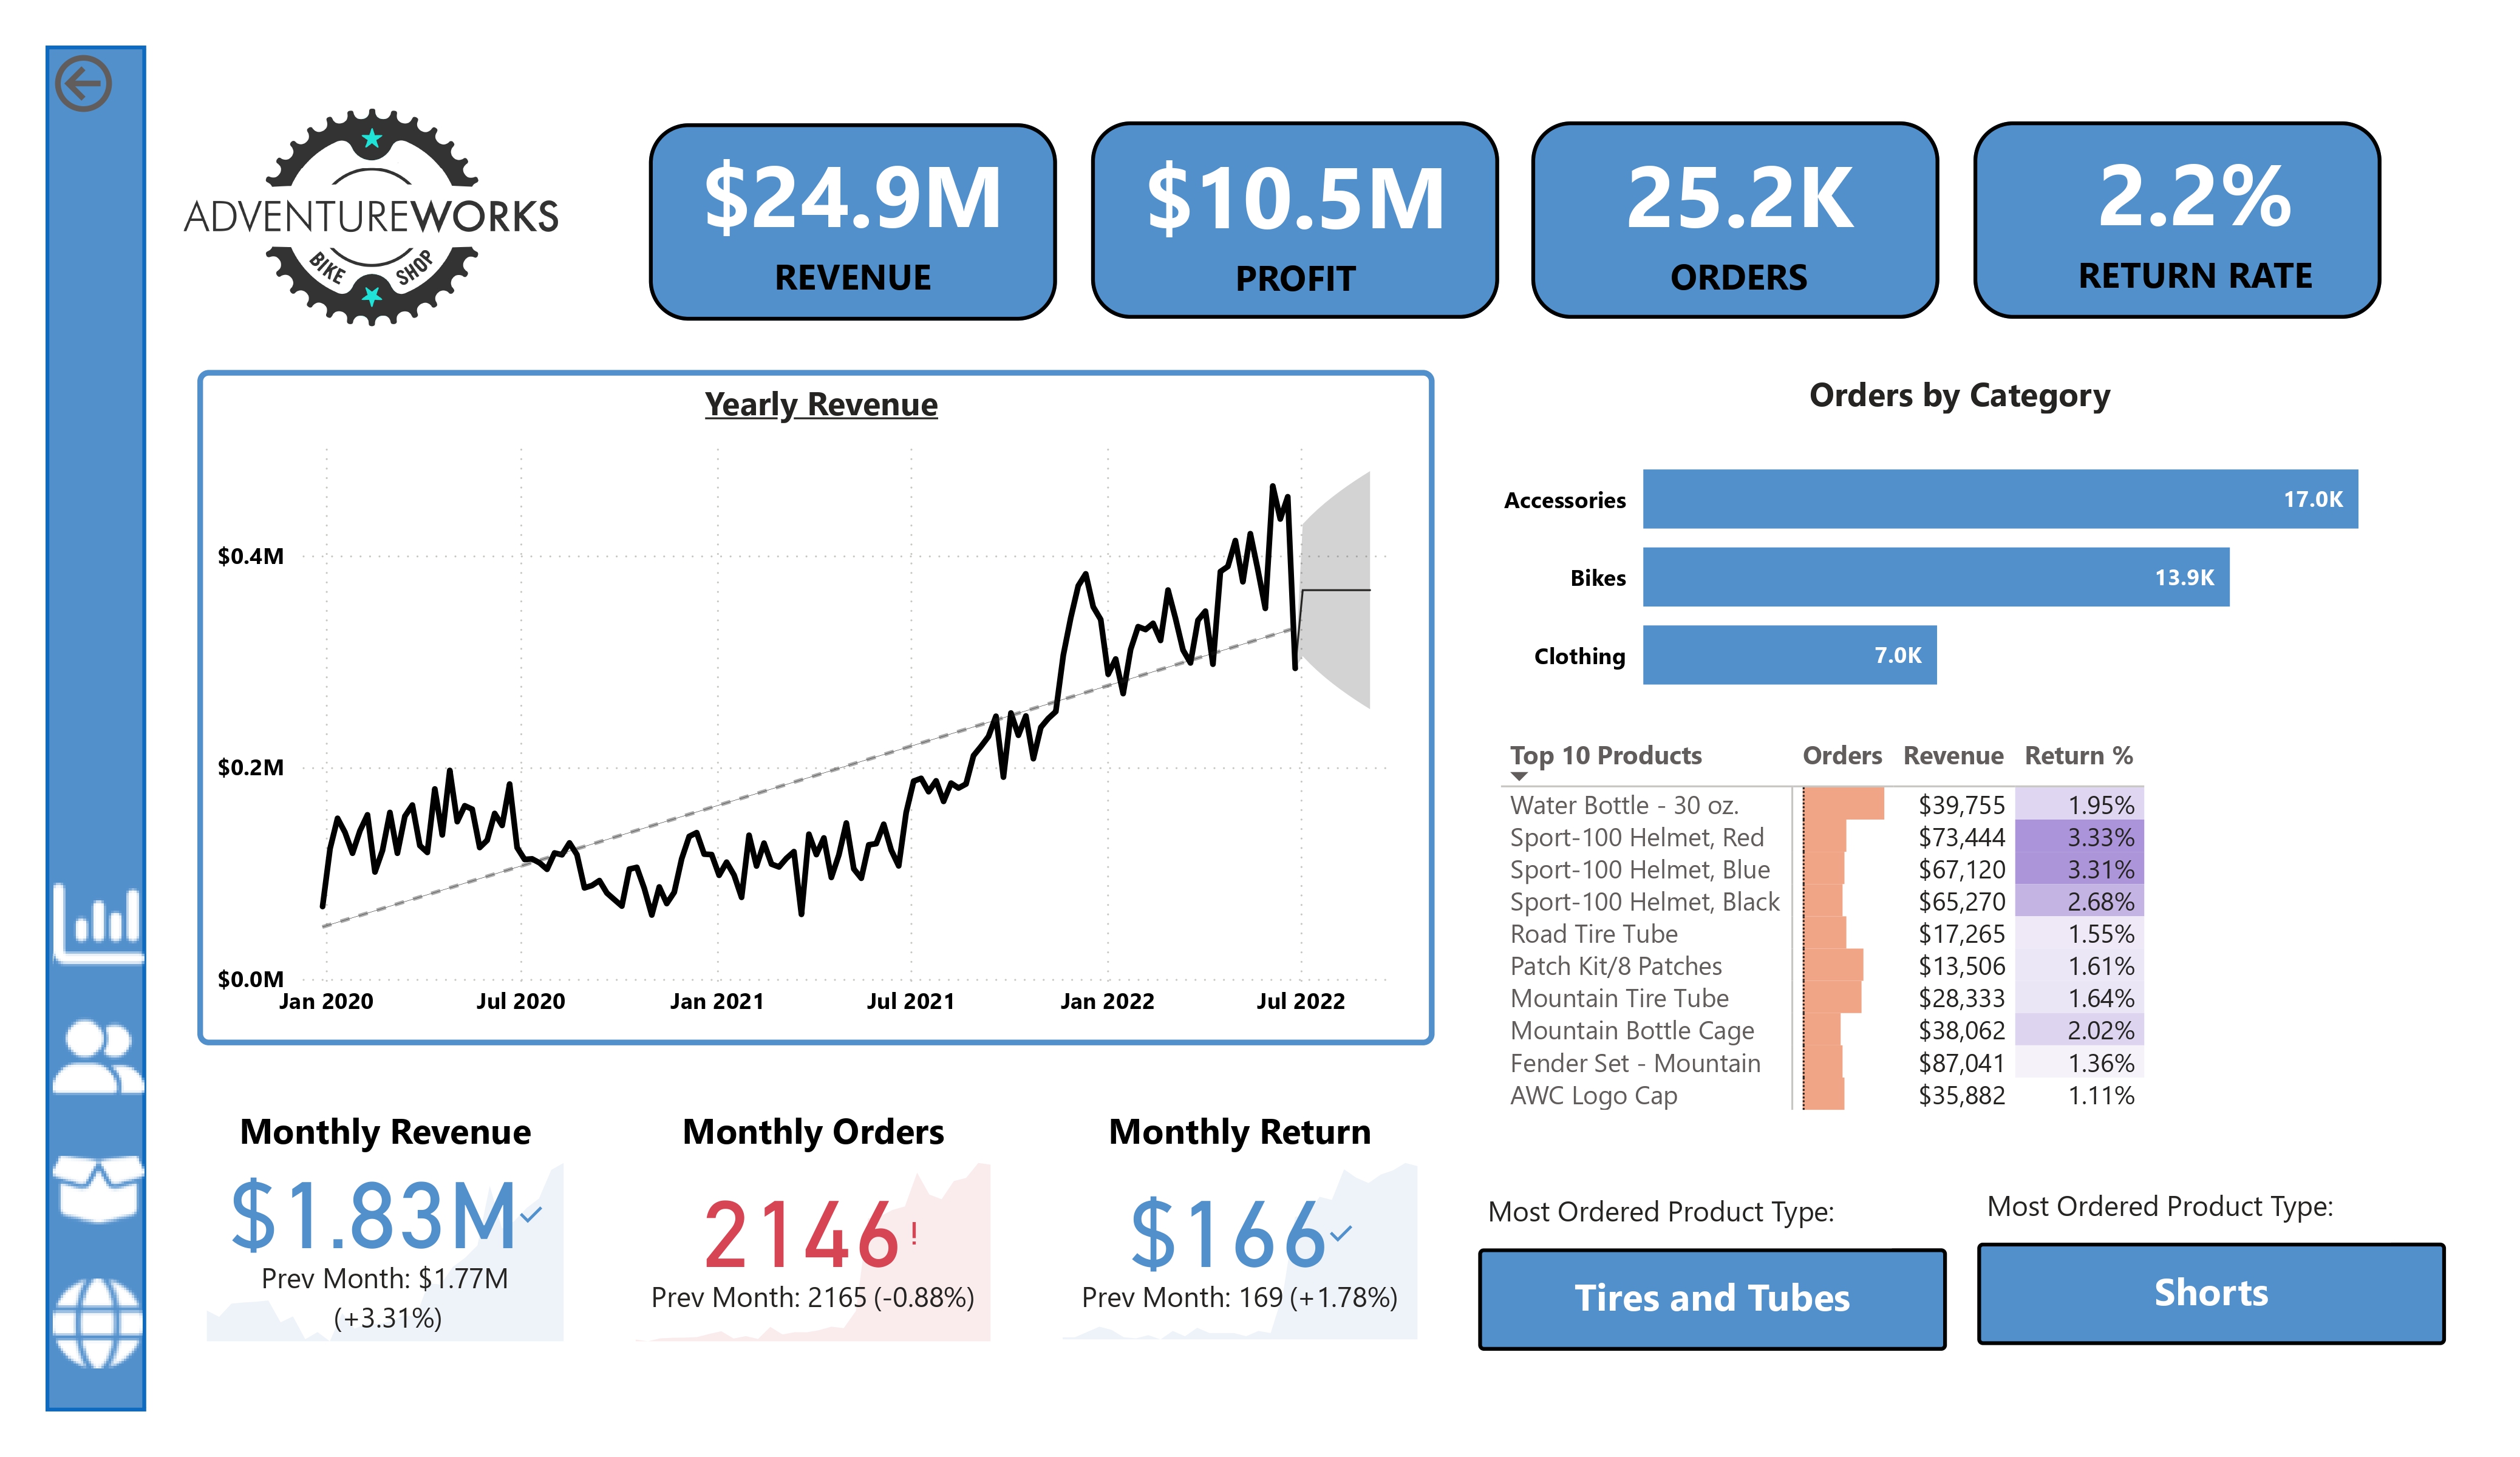 ADVENTUREWORKS
BIKE SHOP
$24.9M
REVENUE
$10.5M
PROFIT
25.2K
ORDERS
2.2%
RETURN RATE
Yearly Revenue
$0.4M
$0.2M
$0.0M
Jan 2020 Jul 2020 Jan 2021 Jul 2021 Jan 2022 Jul 2022
Orders by Category
Accessories 17.0K
Bikes 13.9K
Clothing 7.0K
Top 10 Products Orders Revenue Return %
Water Bottle - 30 oz. $39,755 1.95%
Sport-100 Helmet, Red $73,444 3.33%
Sport-100 Helmet, Blue $67,120 3.31%
Sport-100 Helmet, Black $65,270 2.68%
Road Tire Tube $17,265 1.55%
Patch Kit/8 Patches $13,506 1.61%
Mountain Tire Tube $28,333 1.64%
Mountain Bottle Cage $38,062 2.02%
Fender Set - Mountain $87,041 1.36%
AWC Logo Cap $35,882 1.11%
Monthly Revenue
$1.83M
Prev Month: $1.77M
(+3.31%)
Monthly Orders
2146!
Prev Month: 2165 (-0.88%)
Monthly Return
$166
Prev Month: 169 (+1.78%)
Most Ordered Product Type:
Tires and Tubes
Most Ordered Product Type:
Shorts